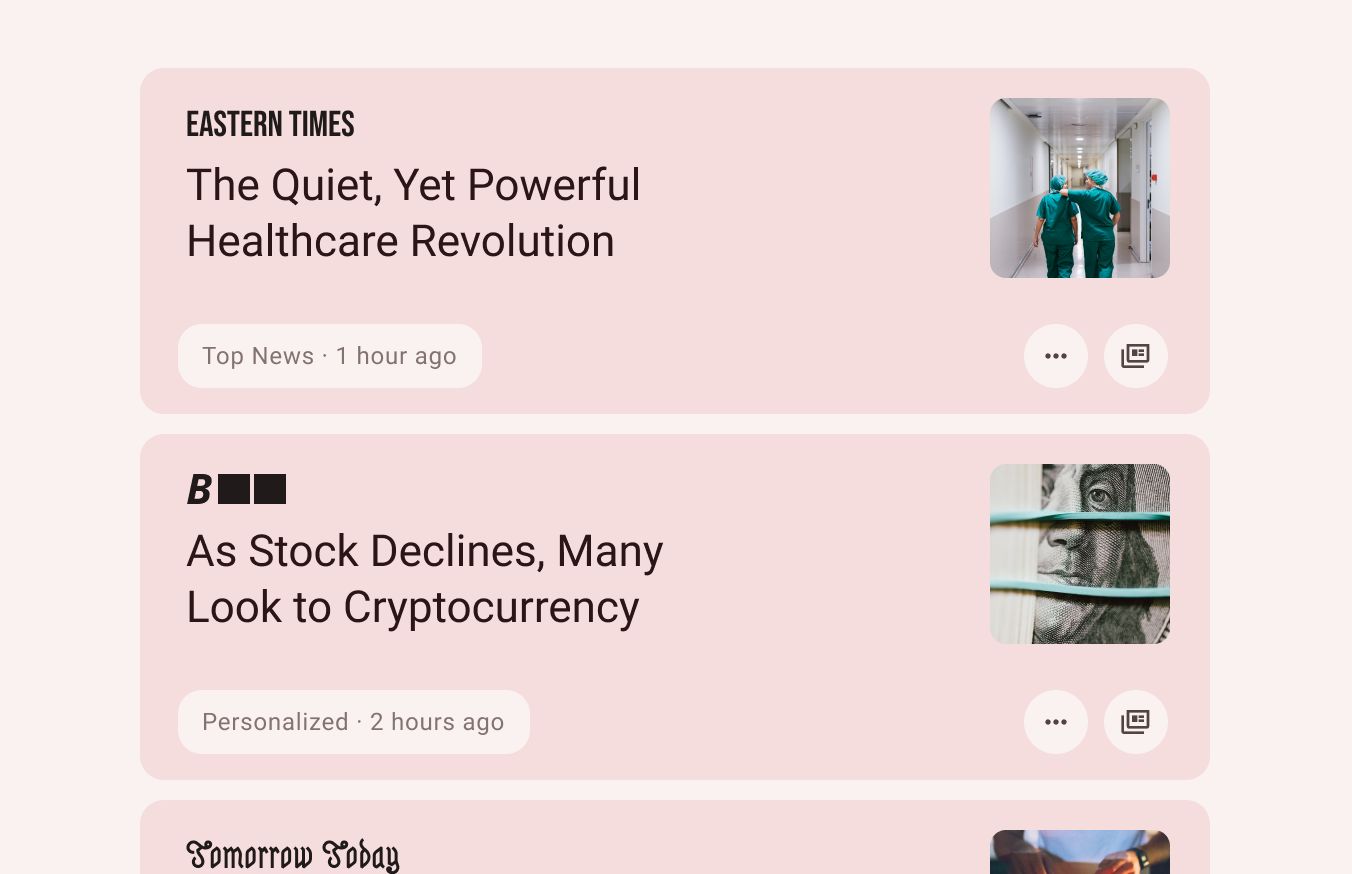 EASTERN TIMES
The Quiet, Yet Powerful
Healthcare Revolution
Top News · 1 hour ago
B■■
As Stock Declines, Many
Look to Cryptocurrency
Personalized · 2 hours ago
Tomorrow Today